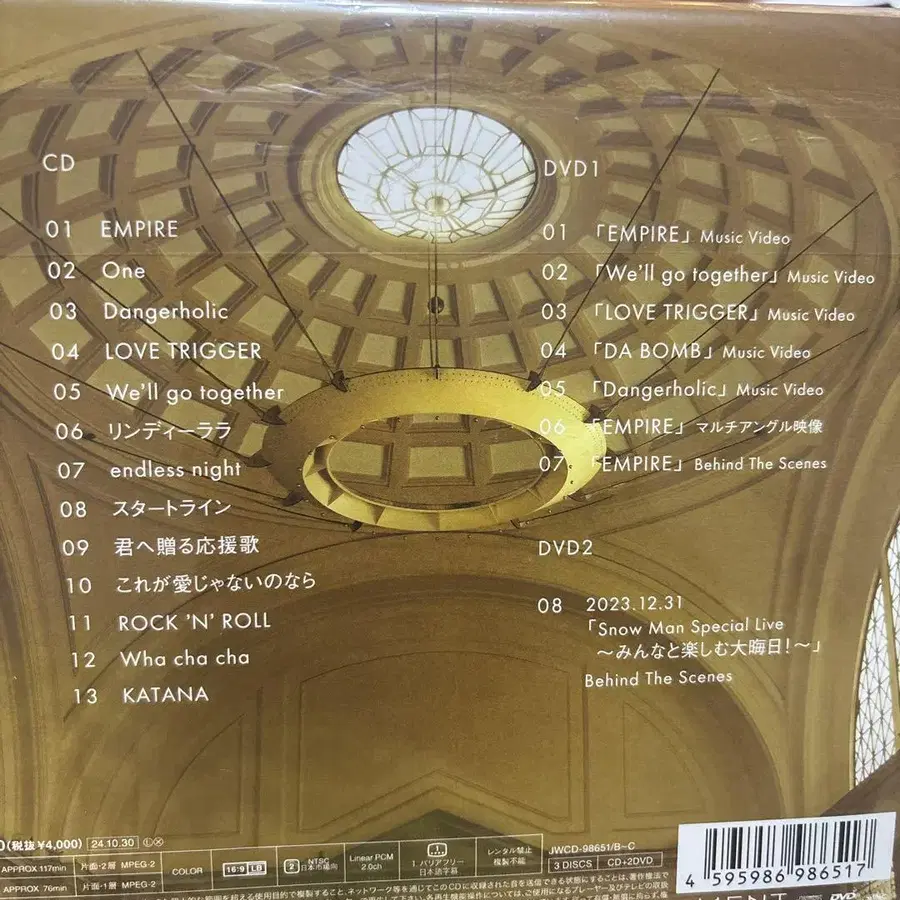 CD
01 EMPIRE
02 One
03 Dangerholic
04 LOVE TRIGGER
05 We'll go together
06 リンディーララ
07 endless night
08 スタートライン
09 君へ贈る応援歌
10 これが愛じゃないのなら
11 ROCK 'N' ROLL
12 Wha cha cha
13 KATANA
DVD1
01 「EMPIRE」 Music Video
02 「We'll go together」 Music Video
03 「LOVE TRIGGER」 Music Video
04 「DA BOMB」 Music Video
05 「Dangerholic」 Music Video
06 「EMPIRE」 マルチアングル映像
07 「EMPIRE」 Behind The Scenes
DVD2
08 2023.12.31
「Snow Man Special Live
～みんなと楽しむ大晦日！～」
Behind The Scenes
0(税抜¥4,000) 24.10.30 Ⓛ Ⓧ
APPROX.117min 片面・2層 MPEG-2
APPROX. 76min 片面・1層 MPEG-2
COLOR
16:9 LB
2 NTSC 日本市場向
Linear PCM 2.0ch
1. バリアフリー 日本語字幕
レンタル禁止 複製不能
JWCD-98651/B~C
3 DISCS CD+2DVD
4 595986 986517
DVD